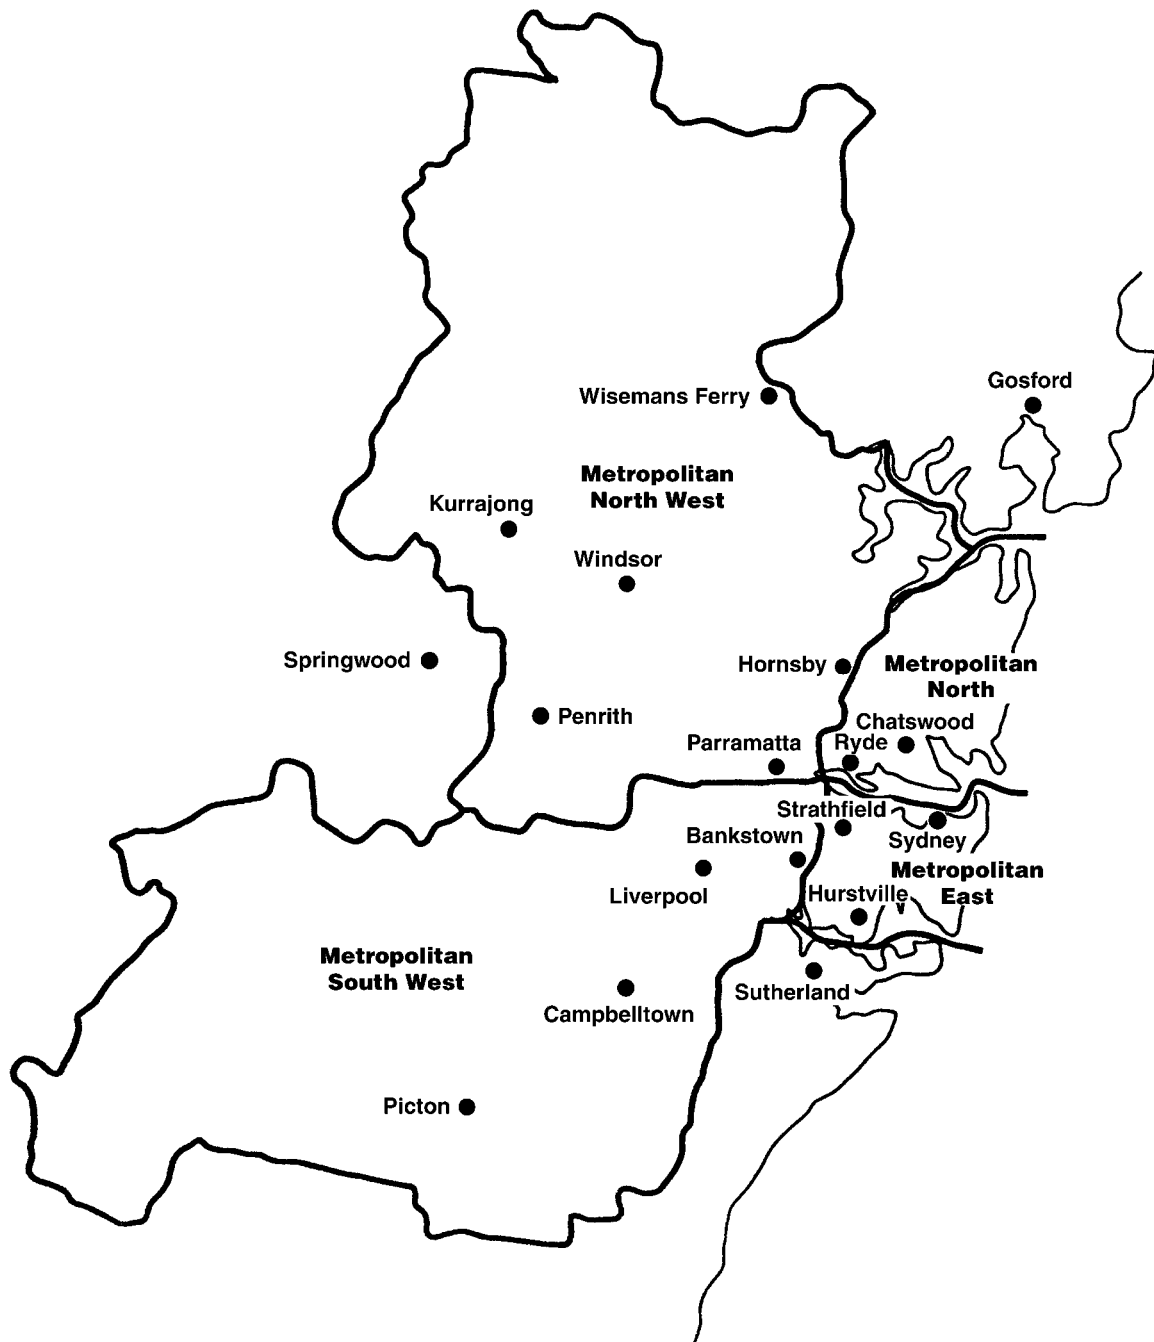 Gosford
Wisemans Ferry
Metropolitan
North West
Kurrajong
Windsor
Springwood
Hornsby
Metropolitan
North
Penrith
Chatswood
Parramatta
Ryde
Strathfield
Bankstown
Sydney
Metropolitan
East
Liverpool
Hurstville
Metropolitan
South West
Sutherland
Campbelltown
Picton